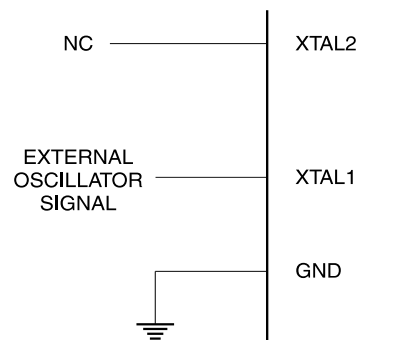 NC
XTAL2
EXTERNAL
OSCILLATOR
SIGNAL
XTAL1
GND